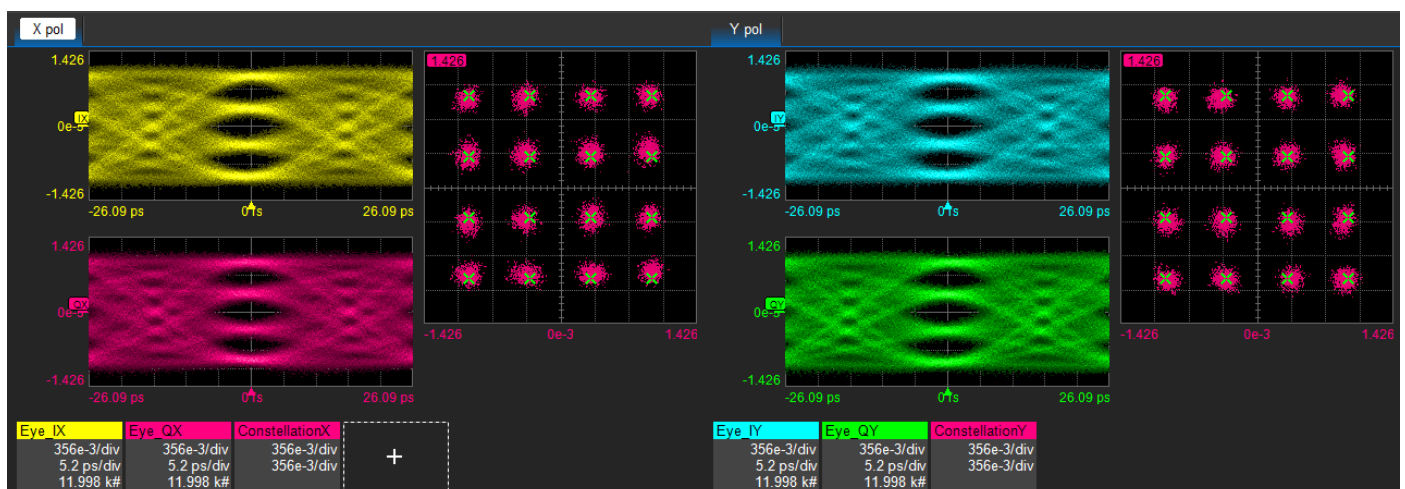 X pol
Y pol
1.426
IX
0e-3
-1.426
-26.09 ps
0 s
26.09 ps
1.426
QX
0e-3
-1.426
-26.09 ps
0 s
26.09 ps
1.426
-1.426
0e-3
1.426
1.426
IY
0e-3
-1.426
-26.09 ps
0 s
26.09 ps
1.426
QY
0e-3
-1.426
-26.09 ps
0 s
26.09 ps
1.426
-1.426
0e-3
1.426
Eye_IX
356e-3/div
5.2 ps/div
11.998 k#
Eye_QX
356e-3/div
5.2 ps/div
11.998 k#
ConstellationX
356e-3/div
356e-3/div
+
Eye_IY
356e-3/div
5.2 ps/div
11.998 k#
Eye_QY
356e-3/div
5.2 ps/div
11.998 k#
ConstellationY
356e-3/div
356e-3/div